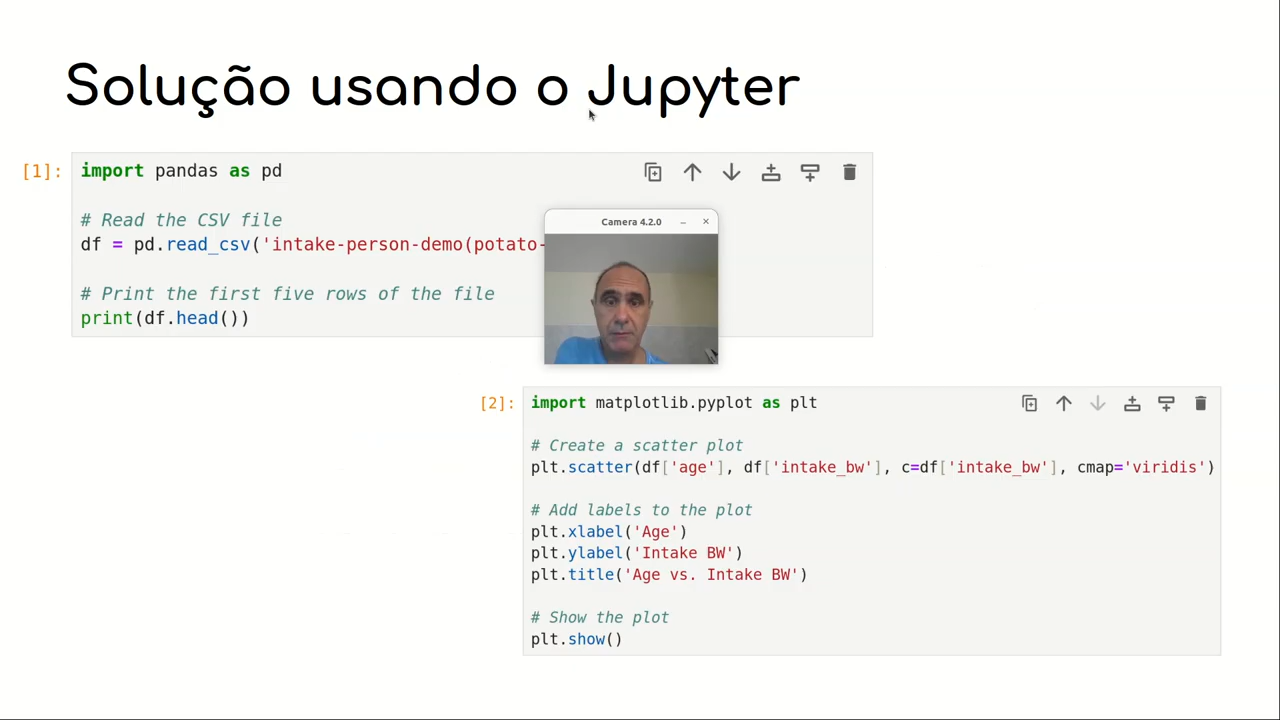 Solução usando o Jupyter
[1]: import pandas as pd
# Read the CSV file
df = pd.read_csv('intake-person-demo(potato-
# Print the first five rows of the file
print(df.head())
Camera 4.2.0
[2]: import matplotlib.pyplot as plt
# Create a scatter plot
plt.scatter(df['age'], df['intake_bw'], c=df['intake_bw'], cmap='viridis')
# Add labels to the plot
plt.xlabel('Age')
plt.ylabel('Intake BW')
plt.title('Age vs. Intake BW')
# Show the plot
plt.show()